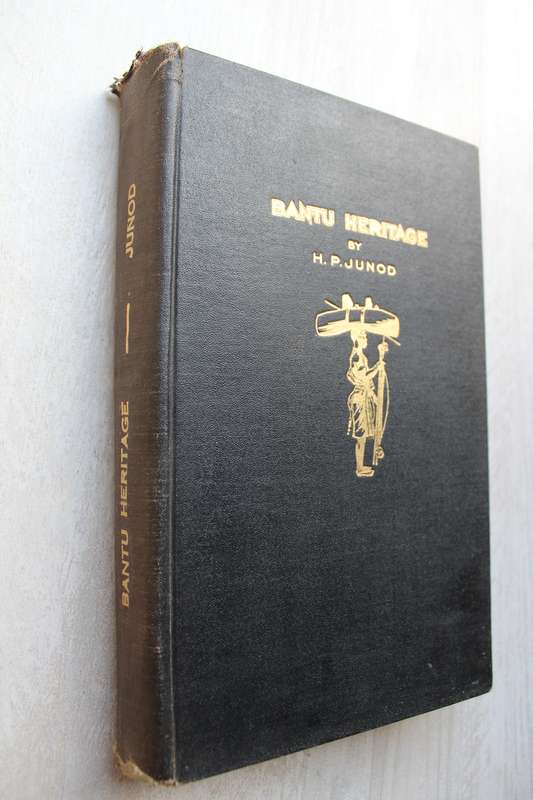 BANTU HERITAGE
BY
H. P. JUNOD
BANTU HERITAGE — JUNOD